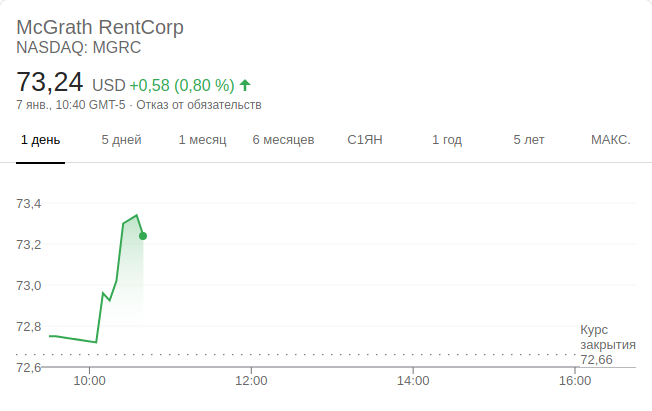 McGrath RentCorp
NASDAQ: MGRC
73,24 USD +0,58 (0,80 %)
7 янв., 10:40 GMT-5 · Отказ от обязательств
1 день 5 дней 1 месяц 6 месяцев С1ЯН 1 год 5 лет МАКС.
73,4
73,2
73,0
72,8
72,6
Курс
закрытия
72,66
10:00 12:00 14:00 16:00